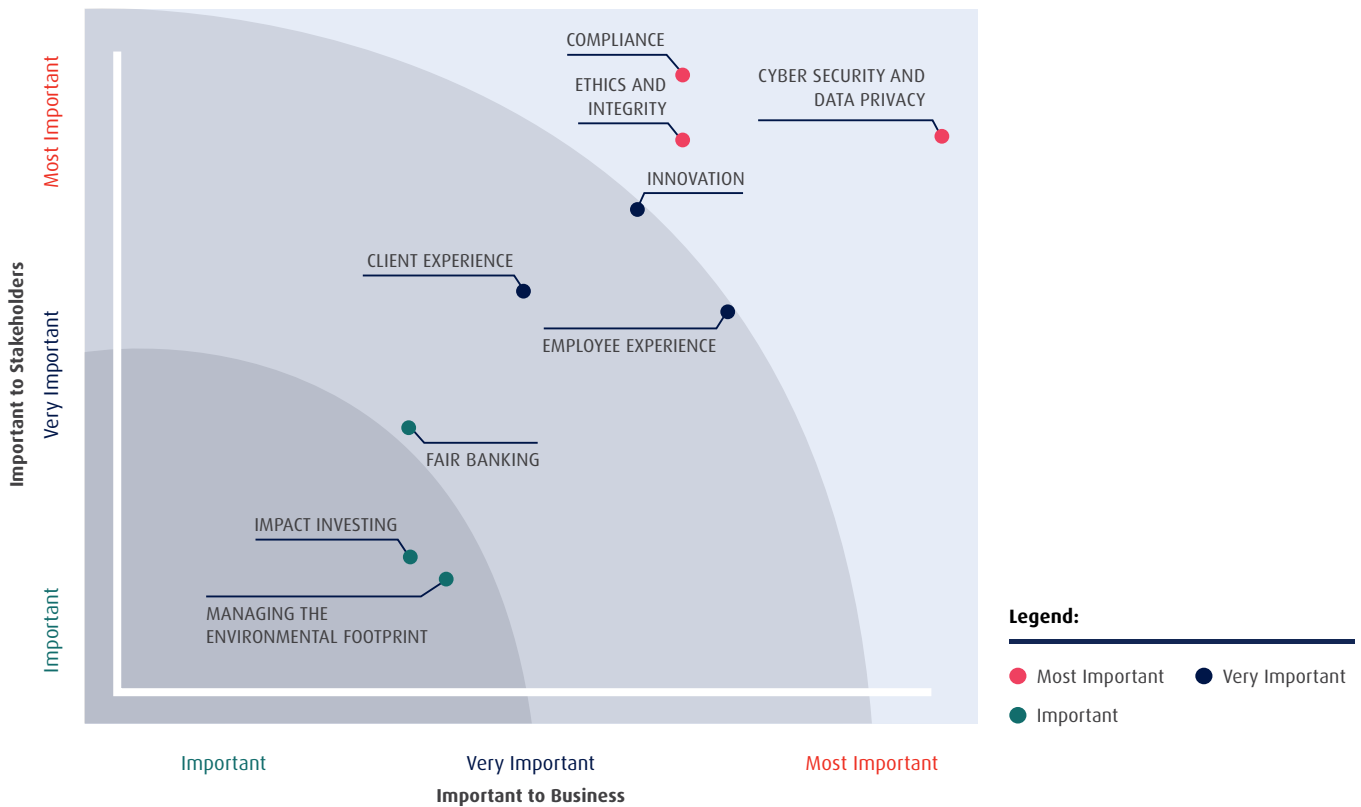 COMPLIANCE
ETHICS AND
INTEGRITY
CYBER SECURITY AND
DATA PRIVACY
INNOVATION
CLIENT EXPERIENCE
EMPLOYEE EXPERIENCE
FAIR BANKING
IMPACT INVESTING
MANAGING THE
ENVIRONMENTAL FOOTPRINT
Important to Stakeholders
Most Important
Very Important
Important
Important
Very Important
Most Important
Important to Business
Legend:
Most Important
Very Important
Important